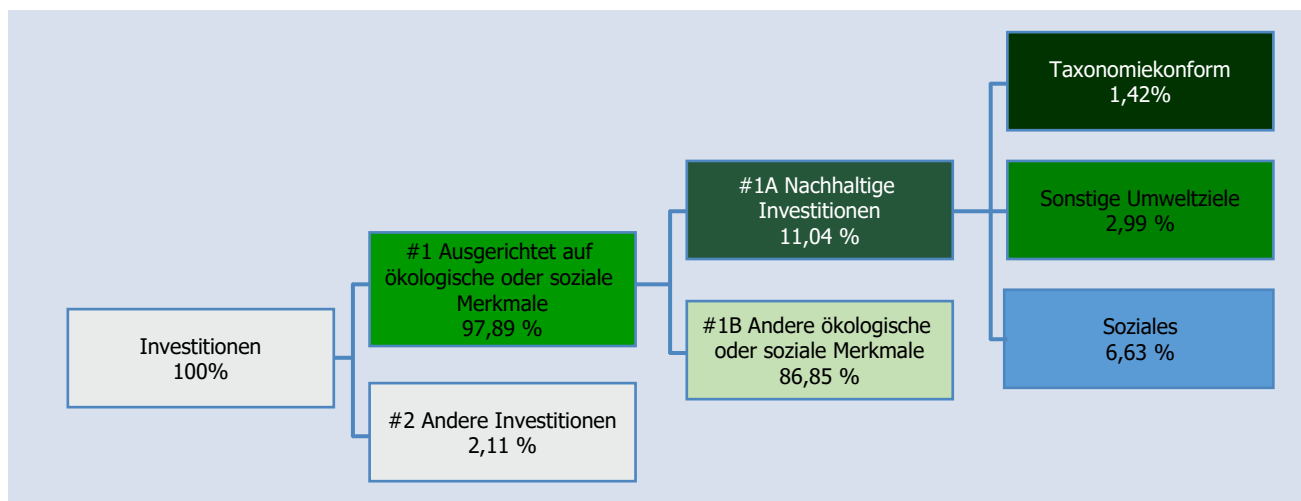 Investitionen
100%
#1 Ausgerichtet auf
ökologische oder soziale
Merkmale
97,89 %
#2 Andere Investitionen
2,11 %
#1A Nachhaltige
Investitionen
11,04 %
#1B Andere ökologische
oder soziale Merkmale
86,85 %
Taxonomiekonform
1,42%
Sonstige Umweltziele
2,99 %
Soziales
6,63 %